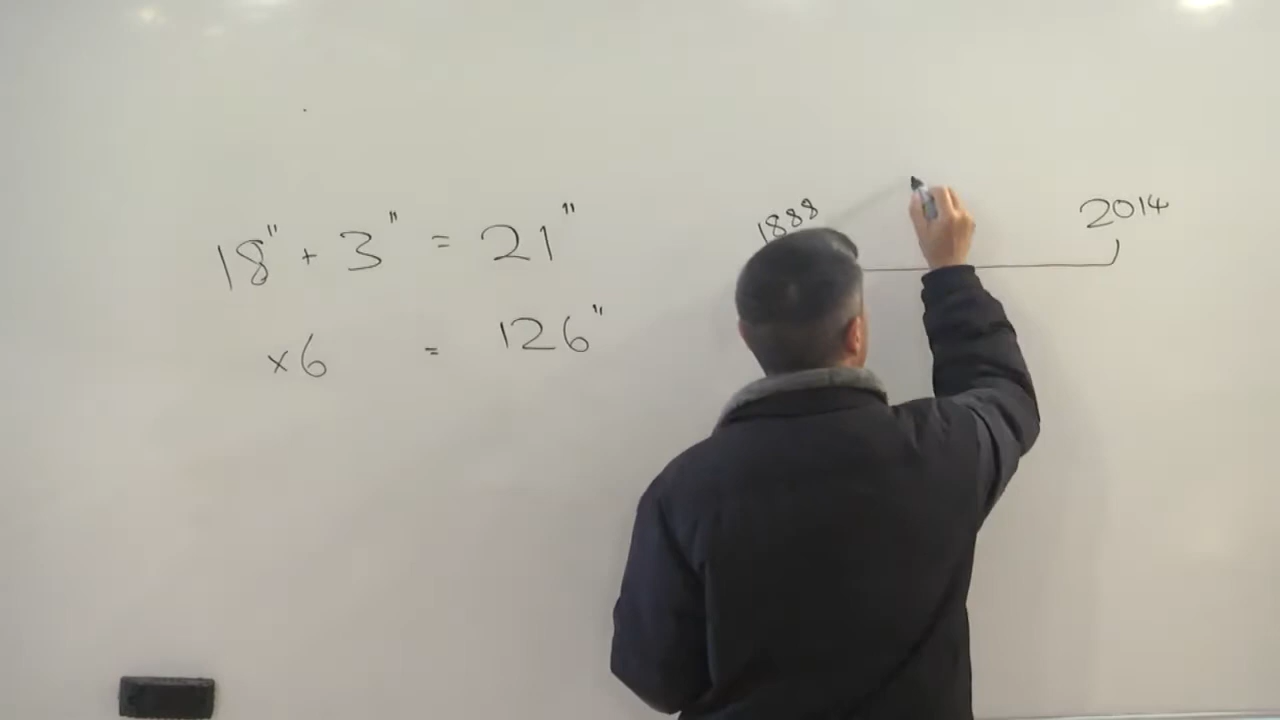 18" + 3" = 21"
×6 = 126"
1888 2014